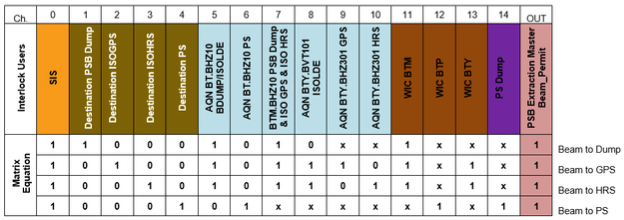 Ch. 0 1 2 3 4 5 6 7 8 9 10 11 12 13 14 OUT
Interlock Users
SIS
Destination PSB Dump
Destination ISOGPS
Destination ISOHRS
Destination PS
AQN BT.BHZ10
BDUMP/ISOLDE
AQN BT.BHZ10 PS
BTM.BHZ10 PSB Dump
& ISO GPS & ISO HRS
AQN BTY.BVT101
ISOLDE
AQN BTY.BHZ301 GPS
AQN BTY.BHZ301 HRS
WIC BTM
WIC BTP
WIC BTY
PS Dump
PSB Extraction Master
Beam_Permit
Matrix
Equation
1 1 0 0 0 1 0 1 0 x x 1 x x x 1 Beam to Dump
1 0 1 0 0 1 0 1 1 1 0 1 x 1 x 1 Beam to GPS
1 0 0 1 0 1 0 1 1 0 1 1 x 1 x 1 Beam to HRS
1 0 0 0 1 0 1 x x x x x 1 x 1 1 Beam to PS